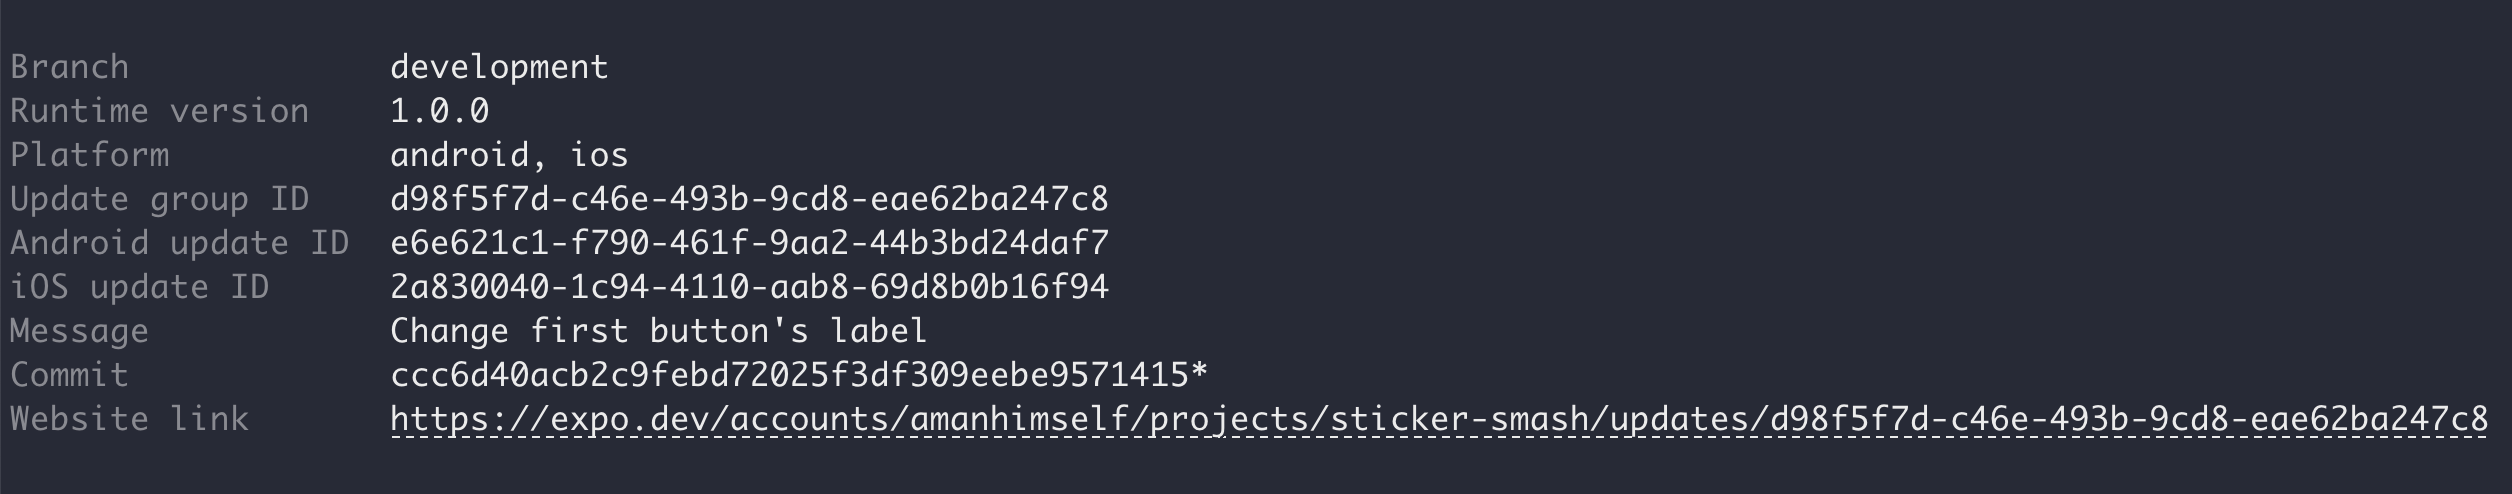 Branch development
Runtime version 1.0.0
Platform android, ios
Update group ID d98f5f7d-c46e-493b-9cd8-eae62ba247c8
Android update ID e6e621c1-f790-461f-9aa2-44b3bd24daf7
iOS update ID 2a830040-1c94-4110-aab8-69d8b0b16f94
Message Change first button's label
Commit ccc6d40acb2c9febd72025f3df309eebe9571415*
Website link https://expo.dev/accounts/amanhimself/projects/sticker-smash/updates/d98f5f7d-c46e-493b-9cd8-eae62ba247c8